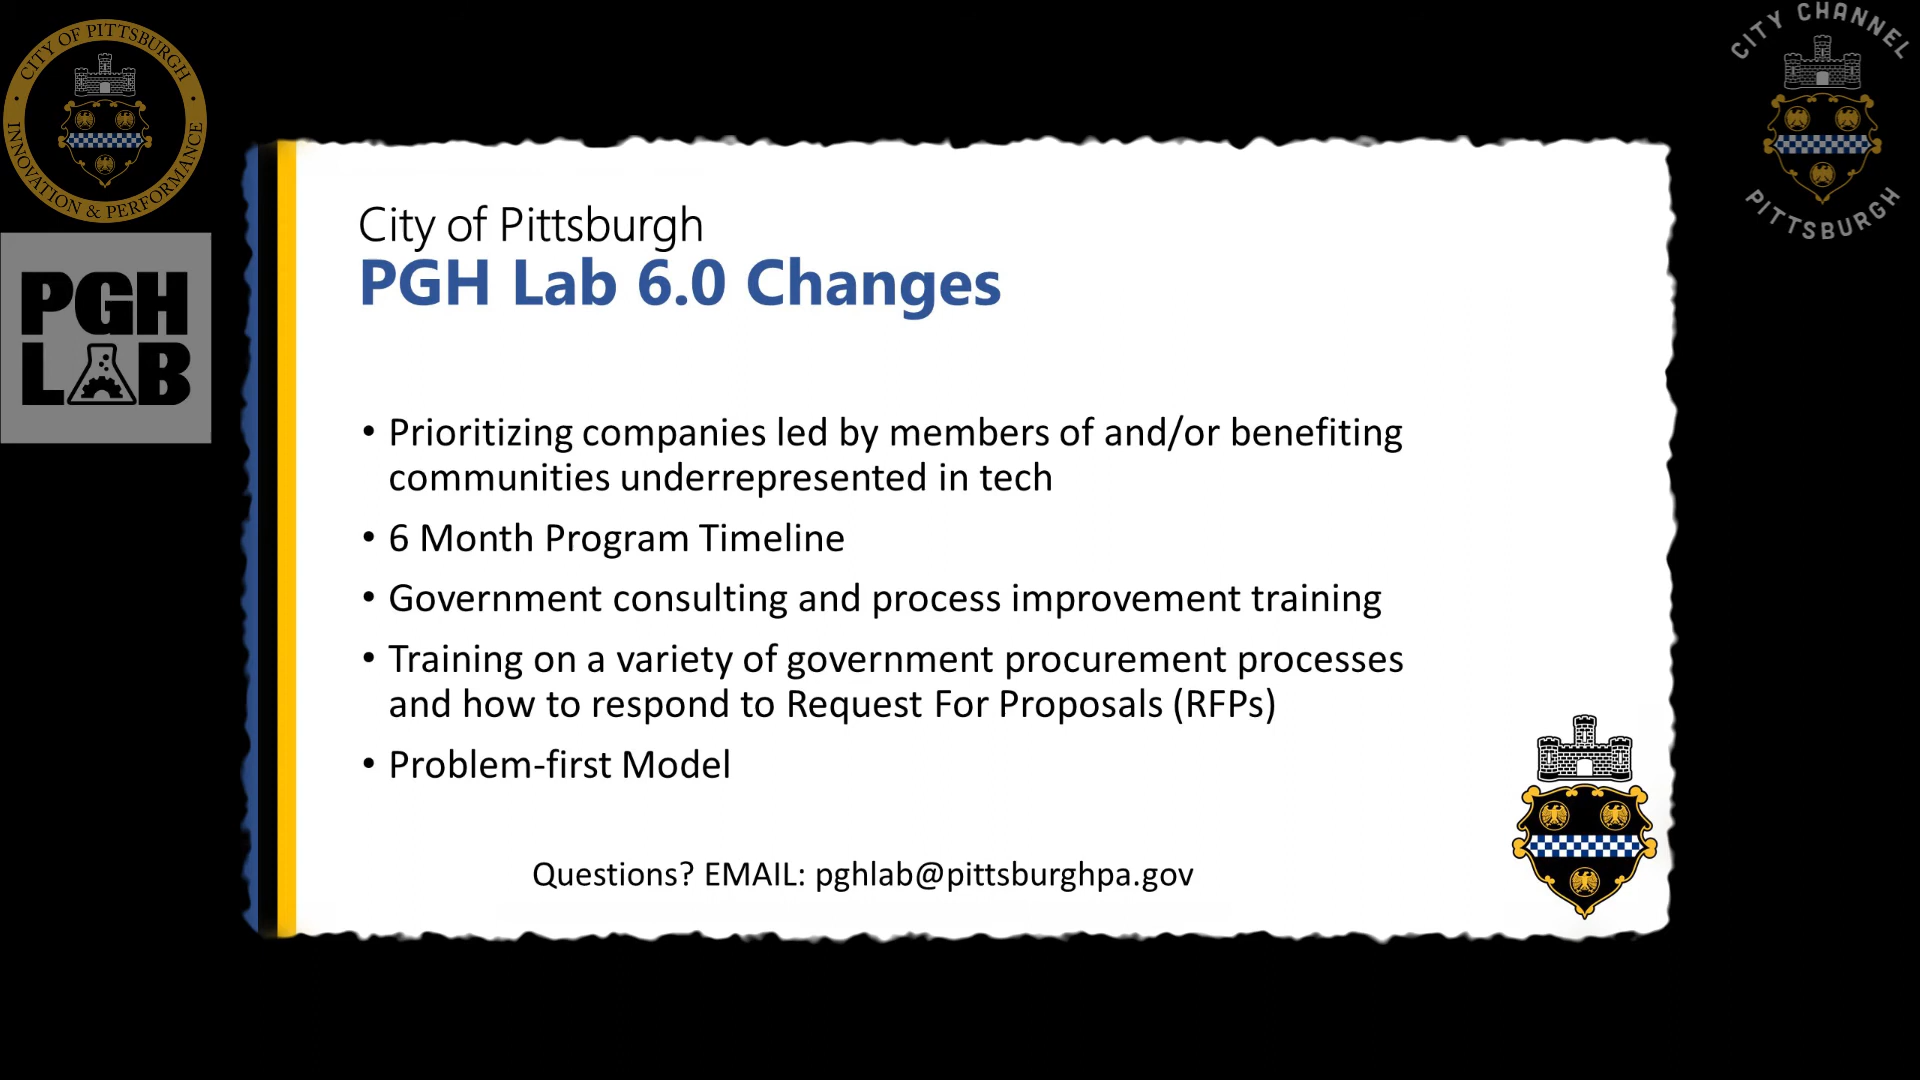 CITY OF PITTSBURGH
INNOVATION & PERFORMANCE
PGH
LAB
CITY CHANNEL
PITTSBURGH
City of Pittsburgh
PGH Lab 6.0 Changes
• Prioritizing companies led by members of and/or benefiting
communities underrepresented in tech
• 6 Month Program Timeline
• Government consulting and process improvement training
• Training on a variety of government procurement processes
and how to respond to Request For Proposals (RFPs)
• Problem-first Model
Questions? EMAIL: pghlab@pittsburghpa.gov